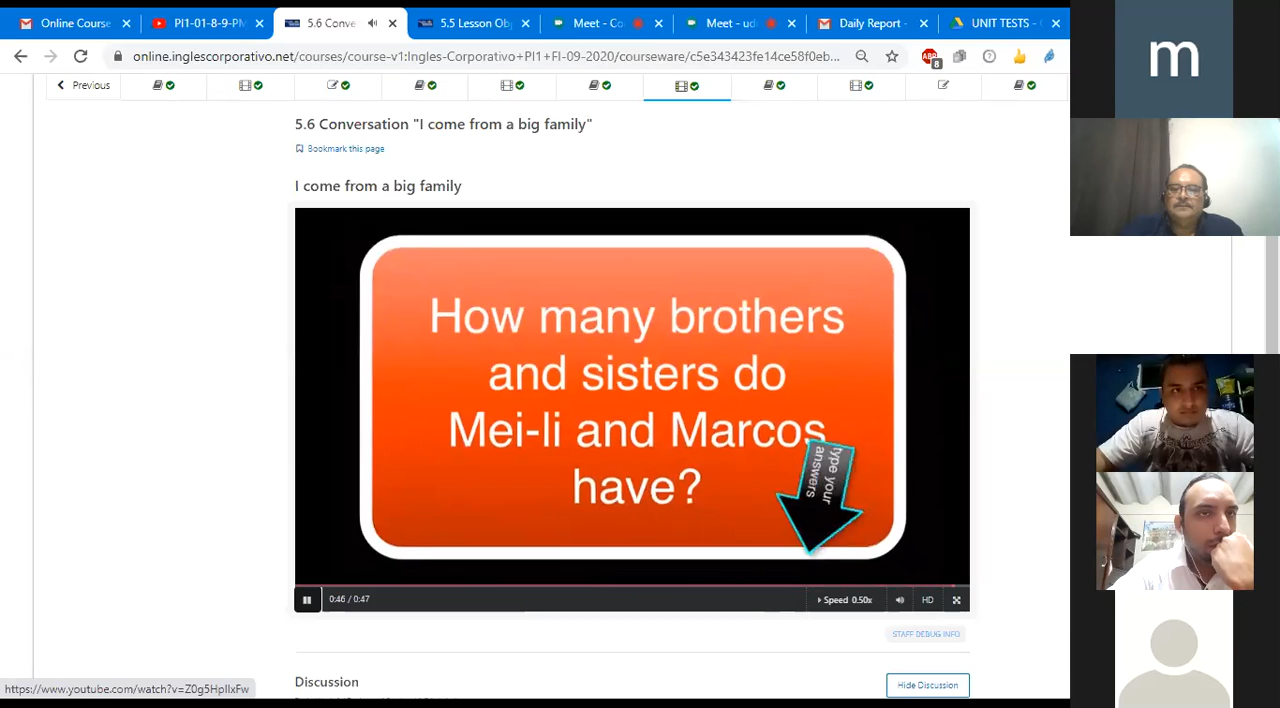 Online Course
PI1-01-8-9-PM
5.6 Conve
5.5 Lesson Obj
Meet - Co
Meet - ud
Daily Report -
UNIT TESTS -
online.inglescorporativo.net/courses/course-v1:Ingles-Corporativo+PI1+FI-09-2020/courseware/c5e343423fe14ce58f0eb...
8
Previous
5.6 Conversation "I come from a big family"
Bookmark this page
I come from a big family
How many brothers
and sisters do
Mei-li and Marcos
have?
type your
answers
0:46 / 0:47
Speed 0.50x
HD
STAFF DEBUG INFO
Discussion
Hide Discussion
https://www.youtube.com/watch?v=Z0g5HpIlxFw
m